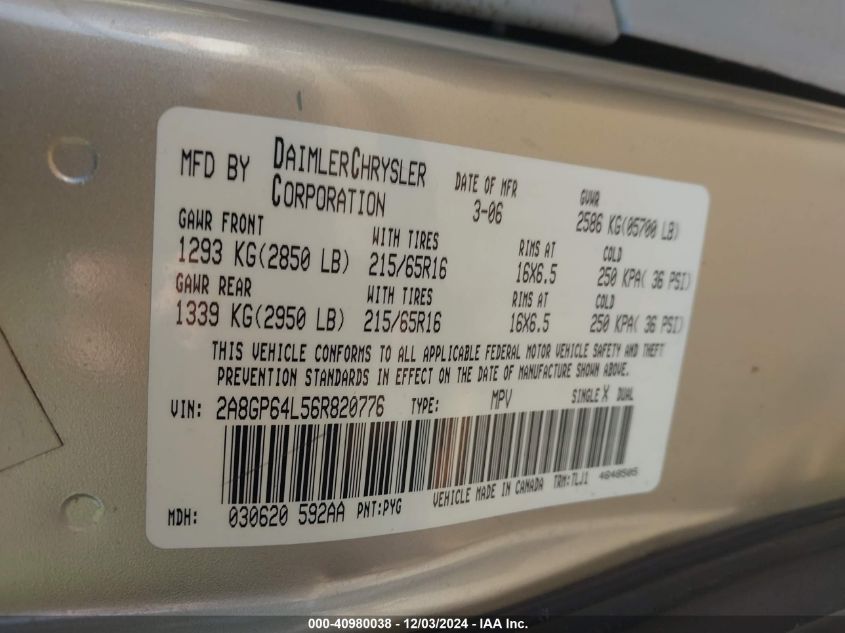 MFD BY DAIMLERCHRYSLER CORPORATION DATE OF MFR 3-06 GVWR 2586 KG(05700 LB)
GAWR FRONT WITH TIRES RIMS AT COLD
1293 KG(2850 LB) 215/65R16 16X6.5 250 KPA( 36 PSI)
GAWR REAR WITH TIRES RIMS AT COLD
1339 KG(2950 LB) 215/65R16 16X6.5 250 KPA( 36 PSI)
THIS VEHICLE CONFORMS TO ALL APPLICABLE FEDERAL MOTOR VEHICLE SAFETY AND THEFT
PREVENTION STANDARDS IN EFFECT ON THE DATE OF MANUFACTURE SHOWN ABOVE.
VIN: 2A8GP64L56R820776 TYPE: MPV SINGLE X DUAL
MDH: 030620 592AA PNT:PYG VEHICLE MADE IN CANADA TRM:TLJ1 4648505
000-40980038 - 12/03/2024 - IAA Inc.